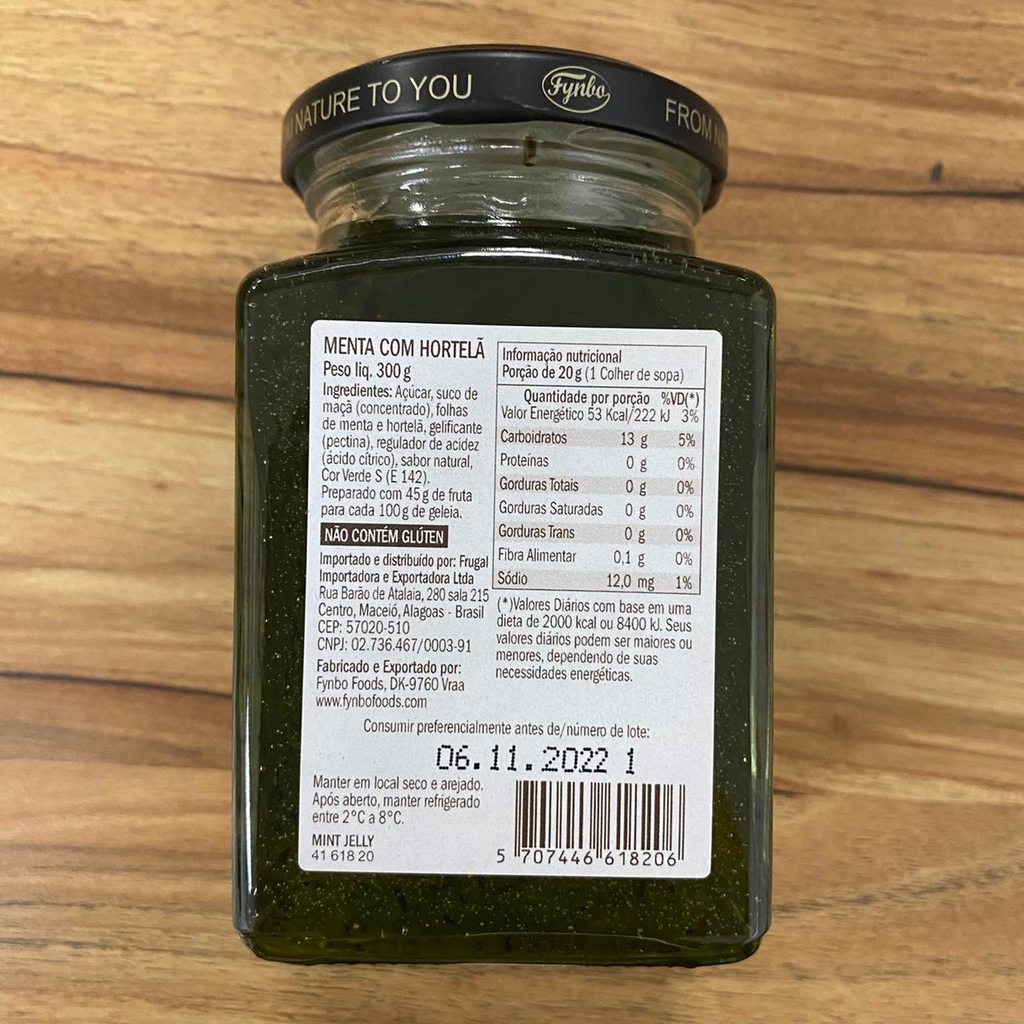 NATURE TO YOU
Fynbo
FROM
MENTA COM HORTELÃ
Peso liq. 300 g
Ingredientes: Açúcar, suco de
maçã (concentrado), folhas
de menta e hortelã, gelificante
(pectina), regulador de acidez
(ácido cítrico), sabor natural,
Cor Verde S (E 142).
Preparado com 45 g de fruta
para cada 100 g de geleia.
NÃO CONTÉM GLÚTEN
Importado e distribuído por: Frugal
Importadora e Exportadora Ltda
Rua Barão de Atalaia, 280 sala 215
Centro, Maceió, Alagoas - Brasil
CEP: 57020-510
CNPJ: 02.736.467/0003-91
Fabricado e Exportado por:
Fynbo Foods, DK-9760 Vraa
www.fynbofoods.com
Informação nutricional
Porção de 20 g (1 Colher de sopa)
Quantidade por porção %VD(*)
Valor Energético 53 Kcal/222 kJ 3%
Carboidratos 13 g 5%
Proteínas 0 g 0%
Gorduras Totais 0 g 0%
Gorduras Saturadas 0 g 0%
Gorduras Trans 0 g 0%
Fibra Alimentar 0,1 g 0%
Sódio 12,0 mg 1%
(*)Valores Diários com base em uma
dieta de 2000 kcal ou 8400 kJ. Seus
valores diários podem ser maiores ou
menores, dependendo de suas
necessidades energéticas.
Consumir preferencialmente antes de/número de lote:
06.11.2022 1
Manter em local seco e arejado.
Após aberto, manter refrigerado
entre 2°C a 8°C.
MINT JELLY
41 618 20
5 707446 618206